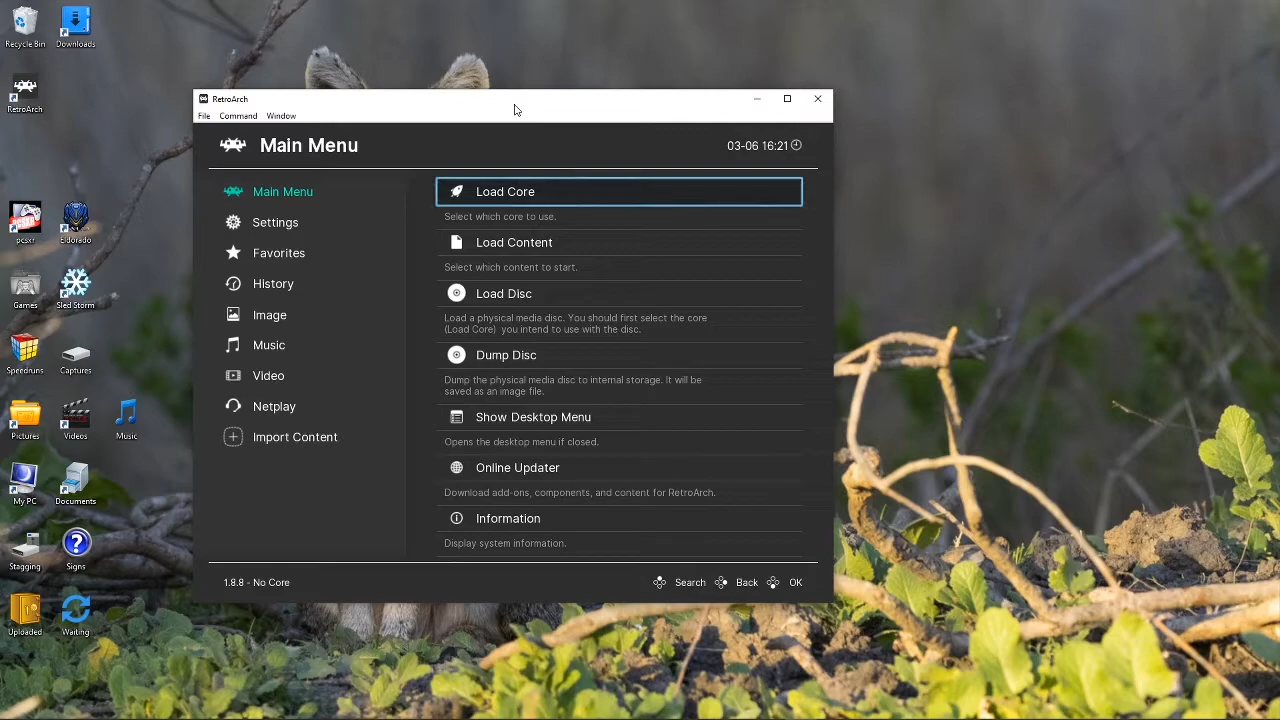 Recycle Bin
Downloads
RetroArch
pcsxr
Eldorado
Games
Sled Storm
Speedruns
Captures
Pictures
Videos
Music
My PC
Documents
Staging
Signs
Uploaded
Waiting
RetroArch
File Command Window
Main Menu
03-06 16:21
Main Menu
Settings
Favorites
History
Image
Music
Video
Netplay
Import Content
Load Core
Select which core to use.
Load Content
Select which content to start.
Load Disc
Load a physical media disc. You should first select the core
(Load Core) you intend to use with the disc.
Dump Disc
Dump the physical media disc to internal storage. It will be
saved as an image file.
Show Desktop Menu
Opens the desktop menu if closed.
Online Updater
Download add-ons, components, and content for RetroArch.
Information
Display system information.
1.8.8 - No Core
Search Back OK